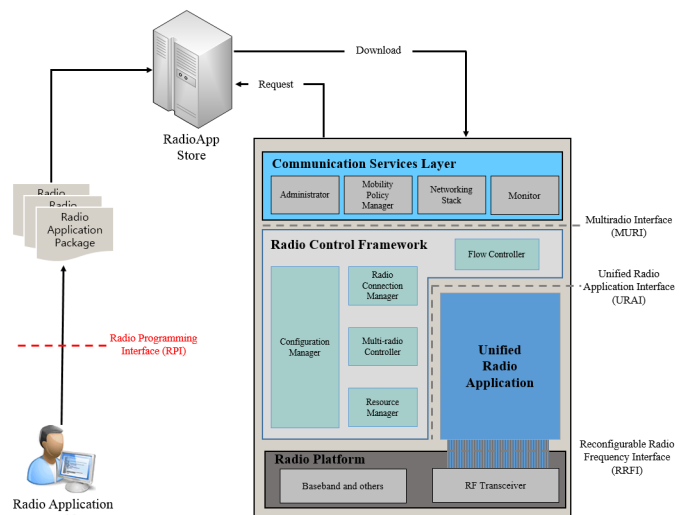 Download
Request
RadioApp
Store
Radio
Radio
Radio
Application
Package
Radio Programming
Interface (RPI)
Radio Application
Communication Services Layer
Administrator
Mobility
Policy
Manager
Networking
Stack
Monitor
Multiradio Interface
(MURI)
Radio Control Framework
Flow Controller
Radio
Connection
Manager
Configuration
Manager
Multi-radio
Controller
Resource
Manager
Unified Radio
Application Interface
(URAI)
Unified
Radio
Application
Reconfigurable Radio
Frequency Interface
(RRFI)
Radio Platform
Baseband and others
RF Transceiver